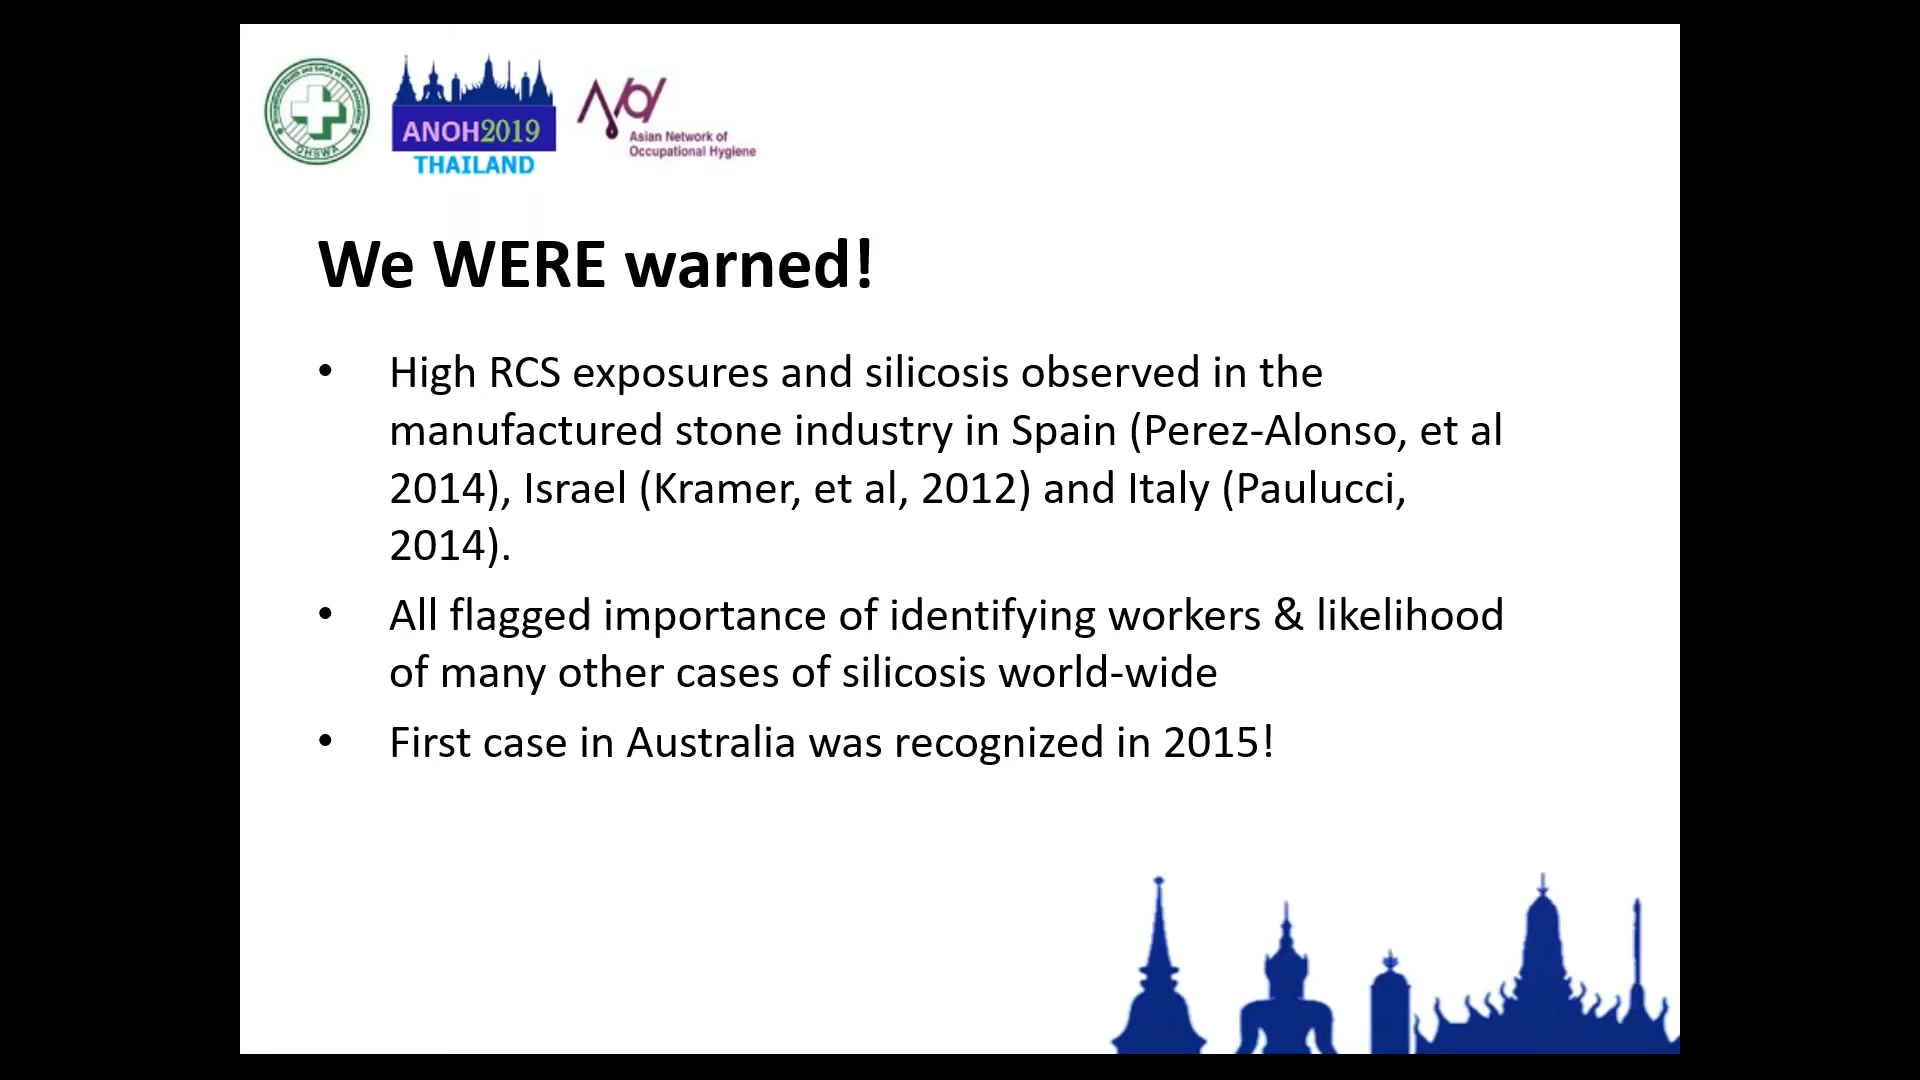 OHSWA
ANOH2019
THAILAND
Asian Network of
Occupational Hygiene
We WERE warned!
• High RCS exposures and silicosis observed in the
manufactured stone industry in Spain (Perez-Alonso, et al
2014), Israel (Kramer, et al, 2012) and Italy (Paulucci,
2014).
• All flagged importance of identifying workers & likelihood
of many other cases of silicosis world-wide
• First case in Australia was recognized in 2015!